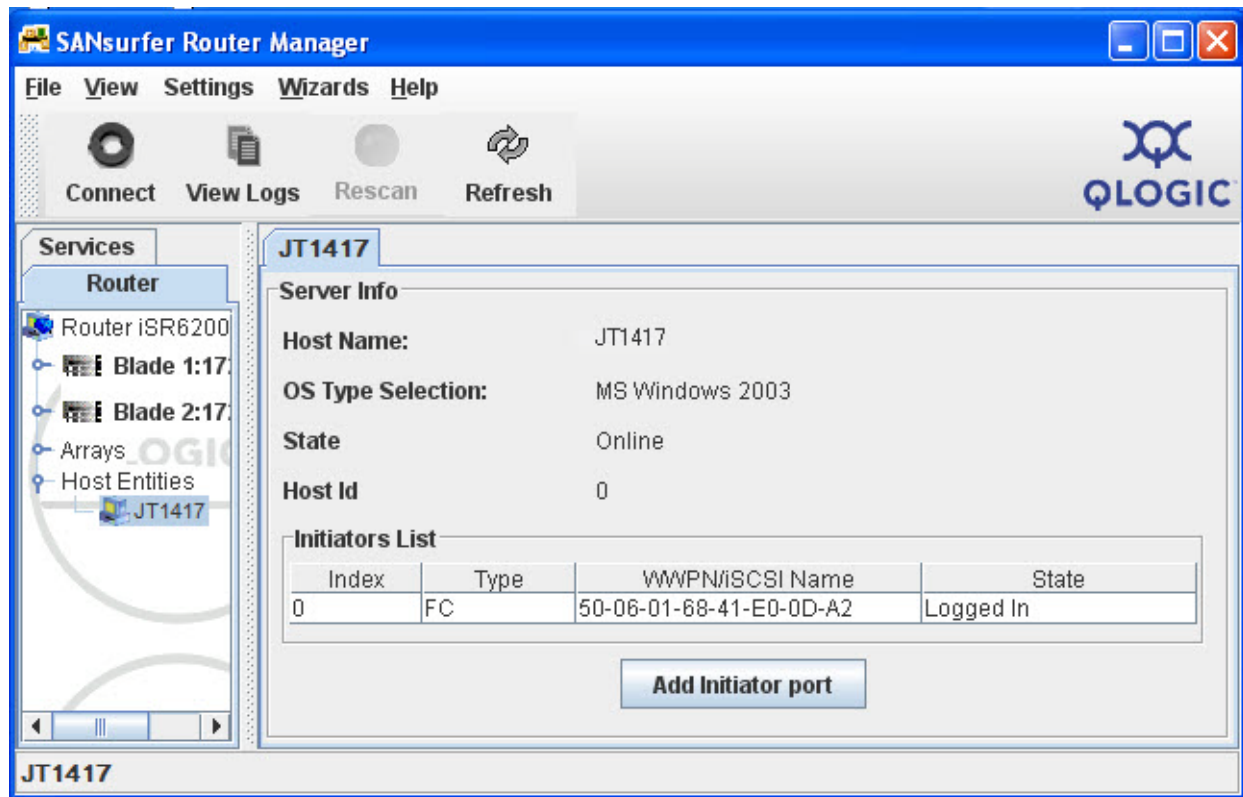 SANsurfer Router Manager
File View Settings Wizards Help
Connect View Logs Rescan Refresh
QLOGIC
Services
Router
Router iSR6200
Blade 1:17
Blade 2:17
Arrays
Host Entities
JT1417
JT1417
Server Info
Host Name: JT1417
OS Type Selection: MS Windows 2003
State Online
Host Id 0
Initiators List
Index Type WWPN/iSCSI Name State
0 FC 50-06-01-68-41-E0-0D-A2 Logged In
Add Initiator port
JT1417